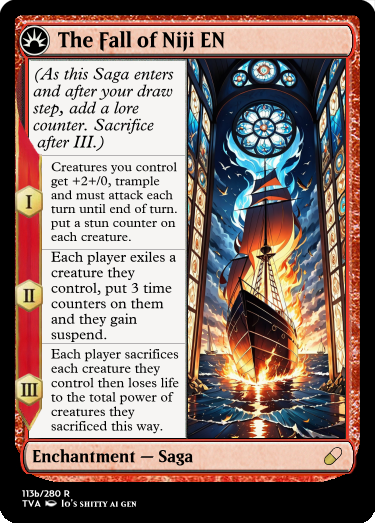 The Fall of Niji EN
(As this Saga enters
and after your draw
step, add a lore
counter. Sacrifice
after III.)
I
Creatures you control
get +2+/0, trample
and must attack each
turn until end of turn.
put a stun counter on
each creature.
II
Each player exiles a
creature they
control, put 3 time
counters on them
and they gain
suspend.
III
Each player sacrifices
each creature they
control then loses life
to the total power of
creatures they
sacrificed this way.
Enchantment — Saga
113b/280 R
TVA lo's shitty ai gen